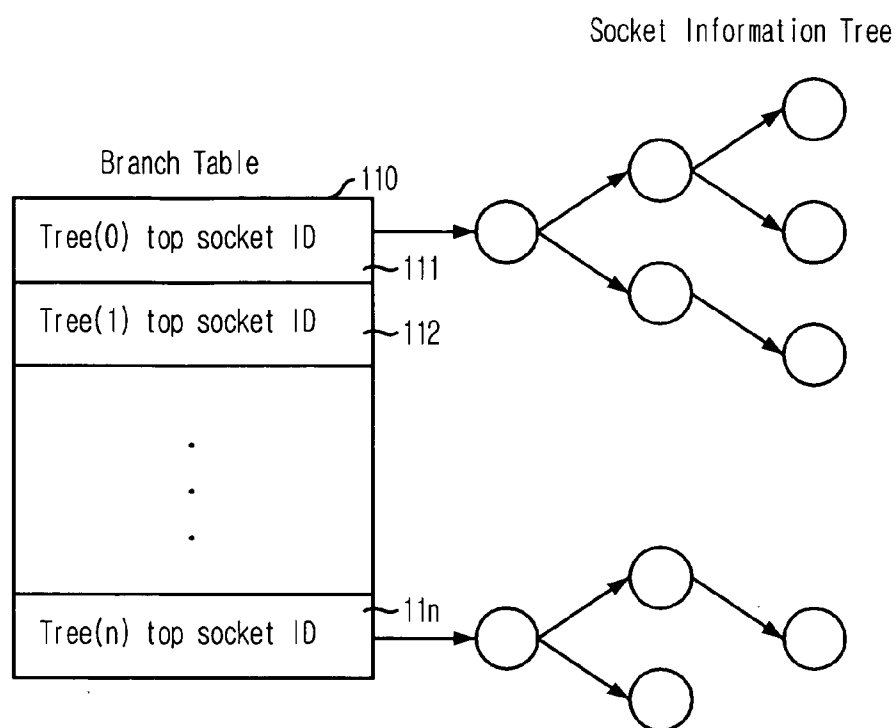 Socket Information Tree
Branch Table
110
Tree(0) top socket ID
111
Tree(1) top socket ID
112
Tree(n) top socket ID
11n